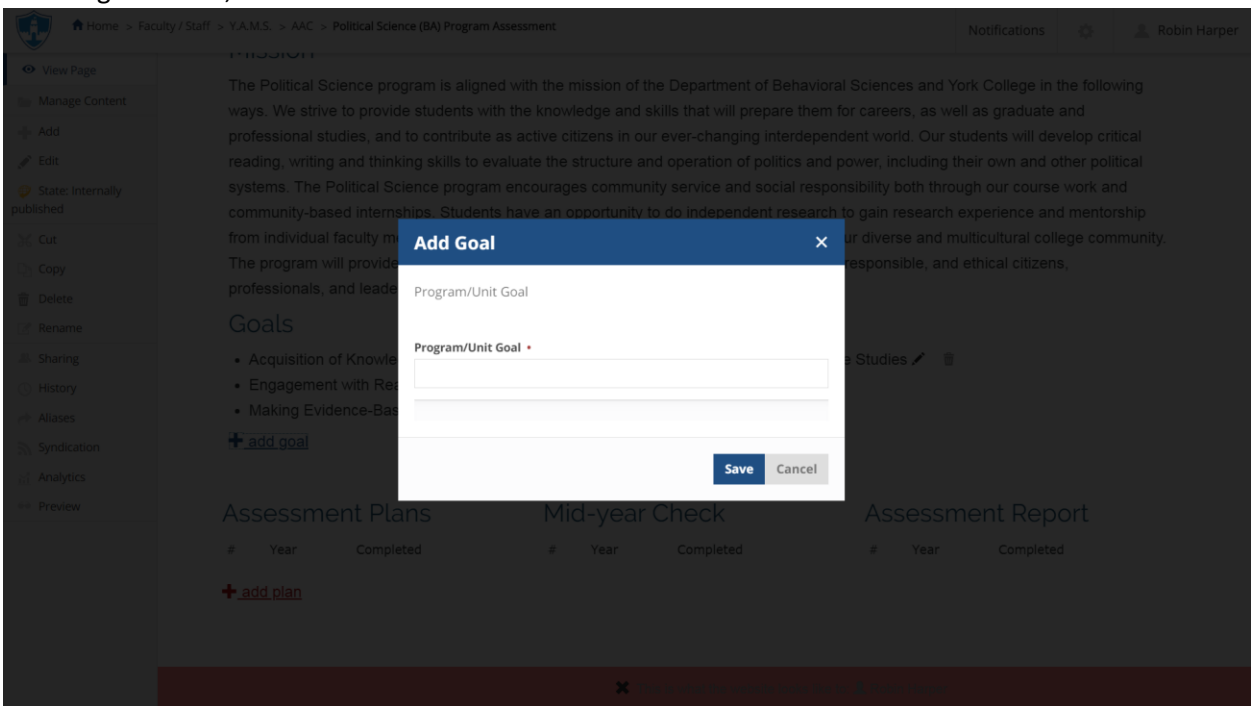 Home > Faculty / Staff > Y.A.M.S. > AAC > Political Science (BA) Program Assessment
Notifications
Robin Harper
View Page
Manage Content
Add
Edit
State: Internally
published
Cut
Copy
Delete
Rename
Sharing
History
Aliases
Syndication
Analytics
Preview
Mission
The Political Science program is aligned with the mission of the Department of Behavioral Sciences and York College in the following
ways. We strive to provide students with the knowledge and skills that will prepare them for careers, as well as graduate and
professional studies, and to contribute as active citizens in our ever-changing interdependent world. Our students will develop critical
reading, writing and thinking skills to evaluate the structure and operation of politics and power, including their own and other political
systems. The Political Science program encourages community service and social responsibility both through our course work and
community-based internships. Students have an opportunity to do independent research to gain research experience and mentorship
from individual faculty m ur diverse and multicultural college community.
The program will provide responsible, and ethical citizens,
professionals, and leade
Goals
• Acquisition of Knowle e Studies
• Engagement with Rea
• Making Evidence-Bas
add goal
Add Goal ×
Program/Unit Goal
Program/Unit Goal •
Save Cancel
Assessment Plans
# Year Completed
add plan
Mid-year Check
# Year Completed
Assessment Report
# Year Completed